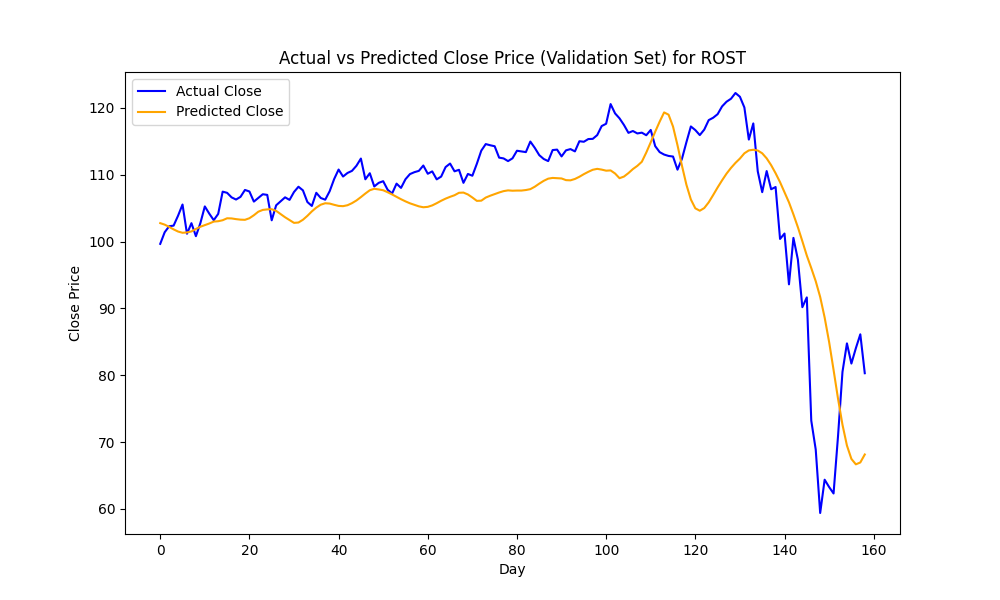 Actual vs Predicted Close Price (Validation Set) for ROST
Actual Close
Predicted Close
Close Price
120
110
100
90
80
70
60
0 20 40 60 80 100 120 140 160
Day